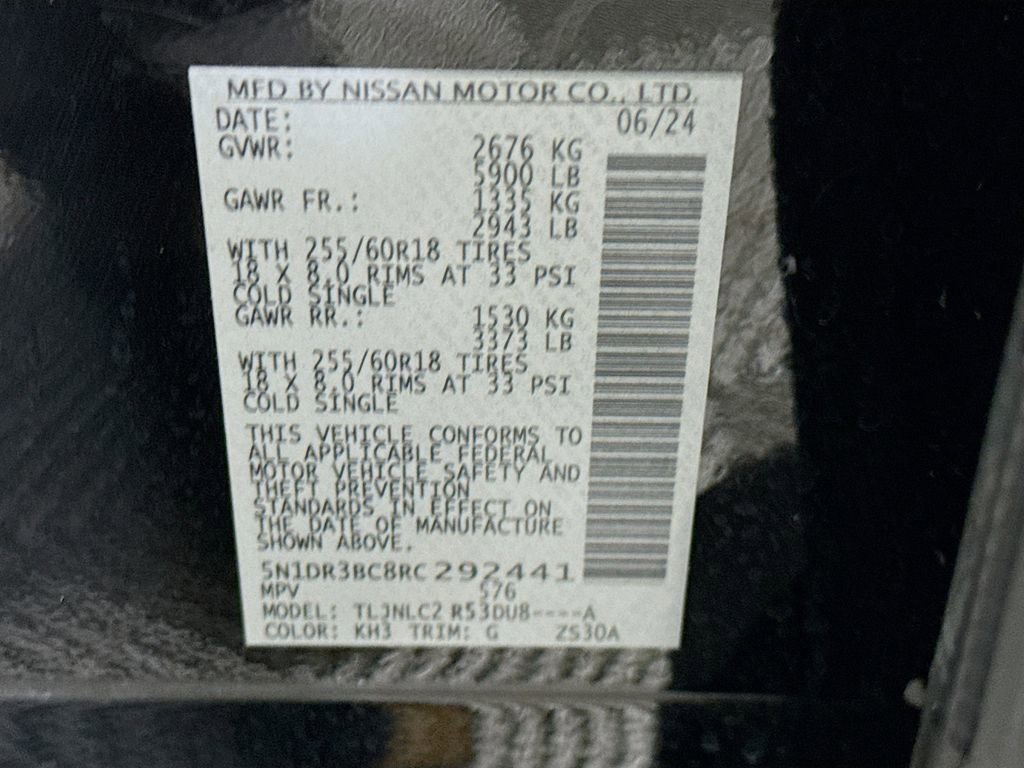 MFD BY NISSAN MOTOR CO., LTD.
DATE: 06/24
GVWR: 2676 KG
5900 LB
GAWR FR.: 1335 KG
2943 LB
WITH 255/60R18 TIRES
18 X 8.0 RIMS AT 33 PSI
COLD SINGLE
GAWR RR.: 1530 KG
3373 LB
WITH 255/60R18 TIRES
18 X 8.0 RIMS AT 33 PSI
COLD SINGLE
THIS VEHICLE CONFORMS TO
ALL APPLICABLE FEDERAL
MOTOR VEHICLE SAFETY AND
THEFT PREVENTION
STANDARDS IN EFFECT ON
THE DATE OF MANUFACTURE
SHOWN ABOVE.
5N1DR3BC8RC292441
MPV S76
MODEL: TLJNLC2 R53DU8----A
COLOR: KH3 TRIM: G ZS30A